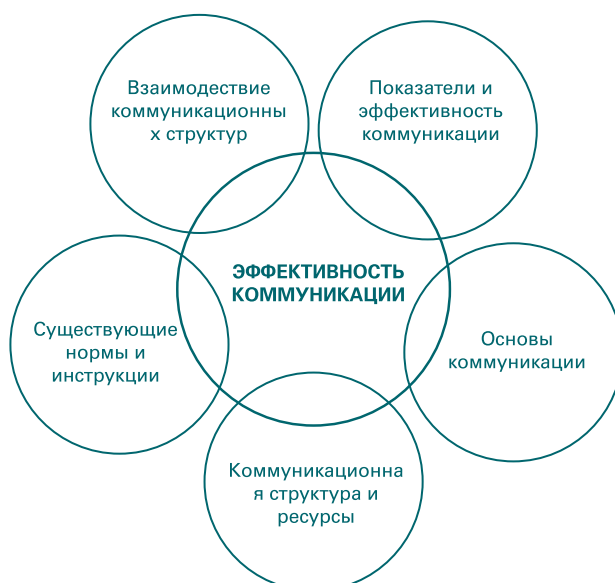 Взаимодествие
коммуникационны
х структур
Показатели и
эффективность
коммуникации
ЭФФЕКТИВНОСТЬ
КОММУНИКАЦИИ
Существующие
нормы и
инструкции
Основы
коммуникации
Коммуникационна
я структура и
ресурсы